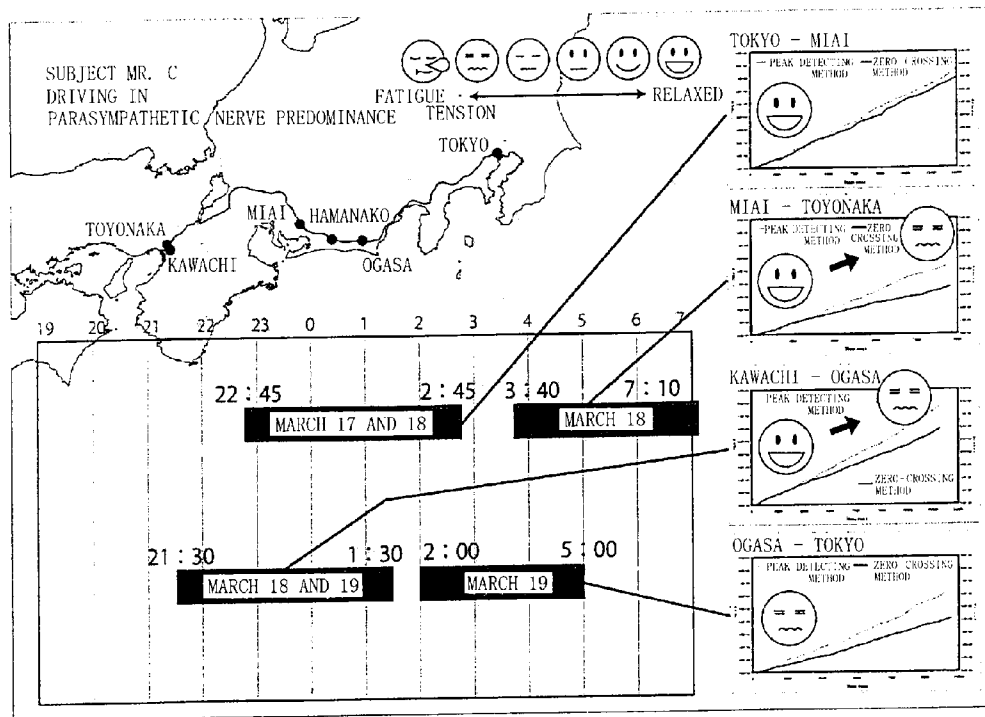 SUBJECT MR. C
DRIVING IN
PARASYMPATHETIC NERVE PREDOMINANCE
FATIGUE
TENSION
RELAXED
TOKYO
MIAI
HAMANAKO
TOYONAKA
KAWACHI
OGASA
19 20 21 22 23 0 1 2 3 4 5 6 7
22:45
2:45
3:40
7:10
MARCH 17 AND 18
MARCH 18
21:30
1:30
2:00
5:00
MARCH 18 AND 19
MARCH 19
TOKYO - MIAI
PEAK DETECTING
METHOD
ZERO CROSSING
METHOD
MIAI - TOYONAKA
PEAK DETECTING
METHOD
ZERO
CROSSING
METHOD
KAWACHI - OGASA
PEAK DETECTING
METHOD
ZERO-CROSSING
METHOD
OGASA - TOKYO
PEAK DETECTING
METHOD
ZERO CROSSING
METHOD